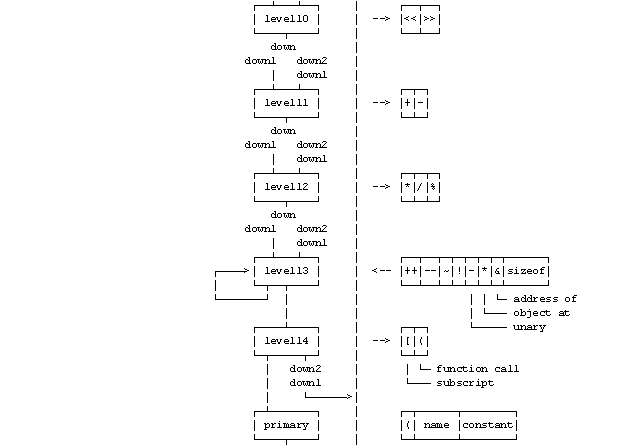 level10 --> << >>
down
down1 down2
down1
level11 --> + -
down
down1 down2
down1
level12 --> * / %
down
down1 down2
down1
level13 <-- ++ -- ~ ! - * & sizeof
address of
object at
unary
level14 --> [ (
down2 function call
down1 subscript
primary ( name constant